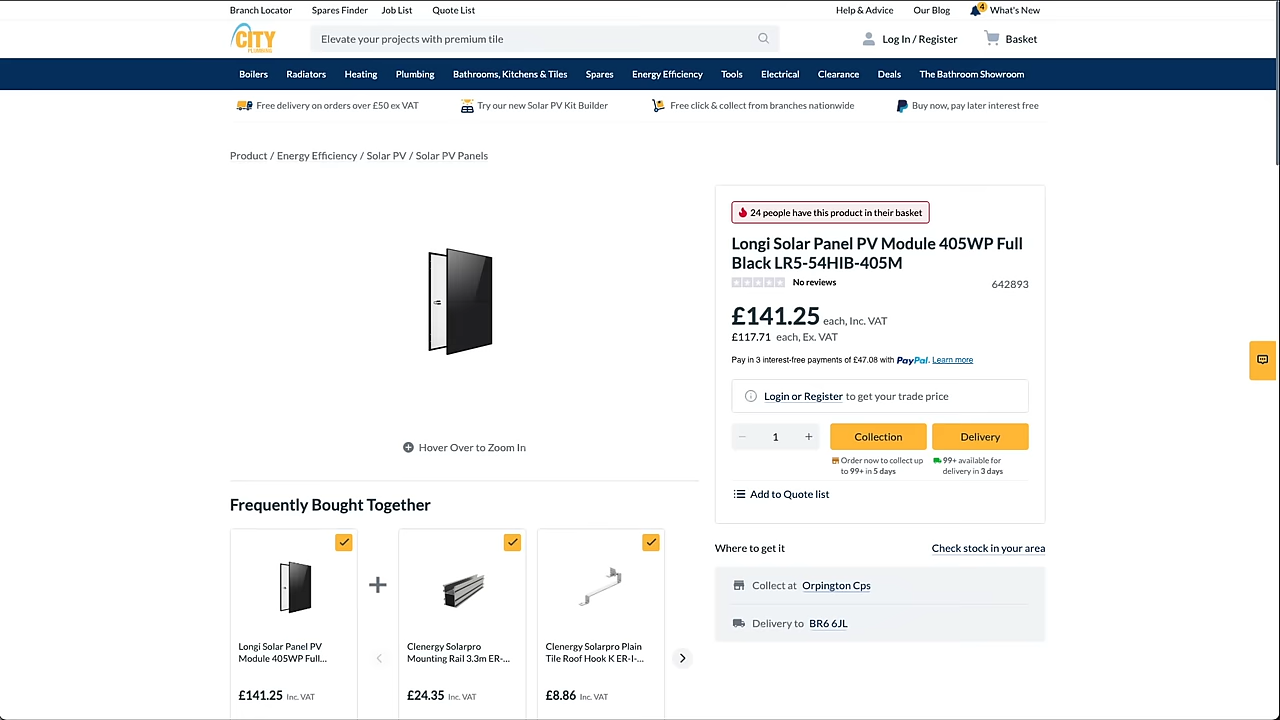 Branch Locator Spares Finder Job List Quote List Help & Advice Our Blog 4 What's New
CITY
PLUMBING
Elevate your projects with premium tile
Log In / Register Basket
Boilers Radiators Heating Plumbing Bathrooms, Kitchens & Tiles Spares Energy Efficiency Tools Electrical Clearance Deals The Bathroom Showroom
Free delivery on orders over £50 ex VAT Try our new Solar PV Kit Builder Free click & collect from branches nationwide Buy now, pay later interest free
Product / Energy Efficiency / Solar PV / Solar PV Panels
24 people have this product in their basket
Longi Solar Panel PV Module 405WP Full
Black LR5-54HIB-405M
No reviews 642893
£141.25 each, Inc. VAT
£117.71 each, Ex. VAT
Pay in 3 interest-free payments of £47.08 with PayPal. Learn more
Login or Register to get your trade price
− 1 + Collection Delivery
Order now to collect up
to 99+ in 5 days
99+ available for
delivery in 3 days
Add to Quote list
Hover Over to Zoom In
Where to get it Check stock in your area
Collect at Orpington Cps
Delivery to BR6 6JL
Frequently Bought Together
Longi Solar Panel PV
Module 405WP Full...
£141.25 Inc. VAT
Clenergy Solarpro
Mounting Rail 3.3m ER-...
£24.35 Inc. VAT
Clenergy Solarpro Plain
Tile Roof Hook K ER-I-...
£8.86 Inc. VAT